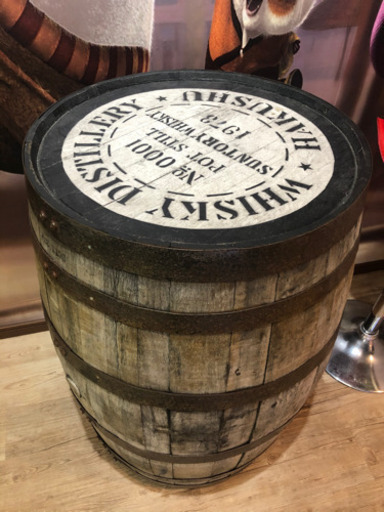 HAKUSHU
WHISKY DISTILLERY
Nº 0001
POT STILL
SUNTORY WHISKY
1973